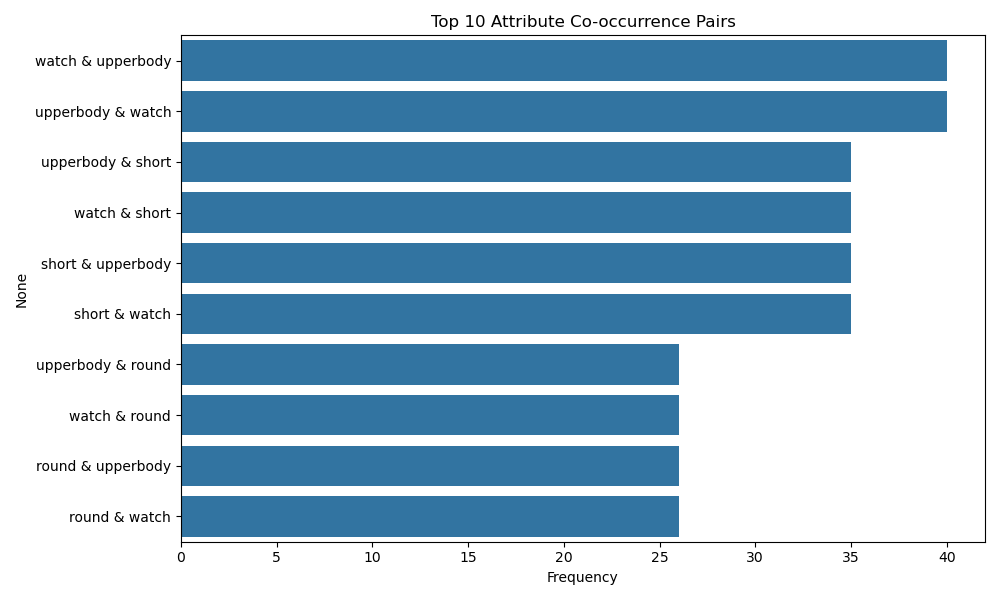 Top 10 Attribute Co-occurrence Pairs
watch & upperbody
upperbody & watch
upperbody & short
watch & short
short & upperbody
short & watch
upperbody & round
watch & round
round & upperbody
round & watch
None
0 5 10 15 20 25 30 35 40
Frequency